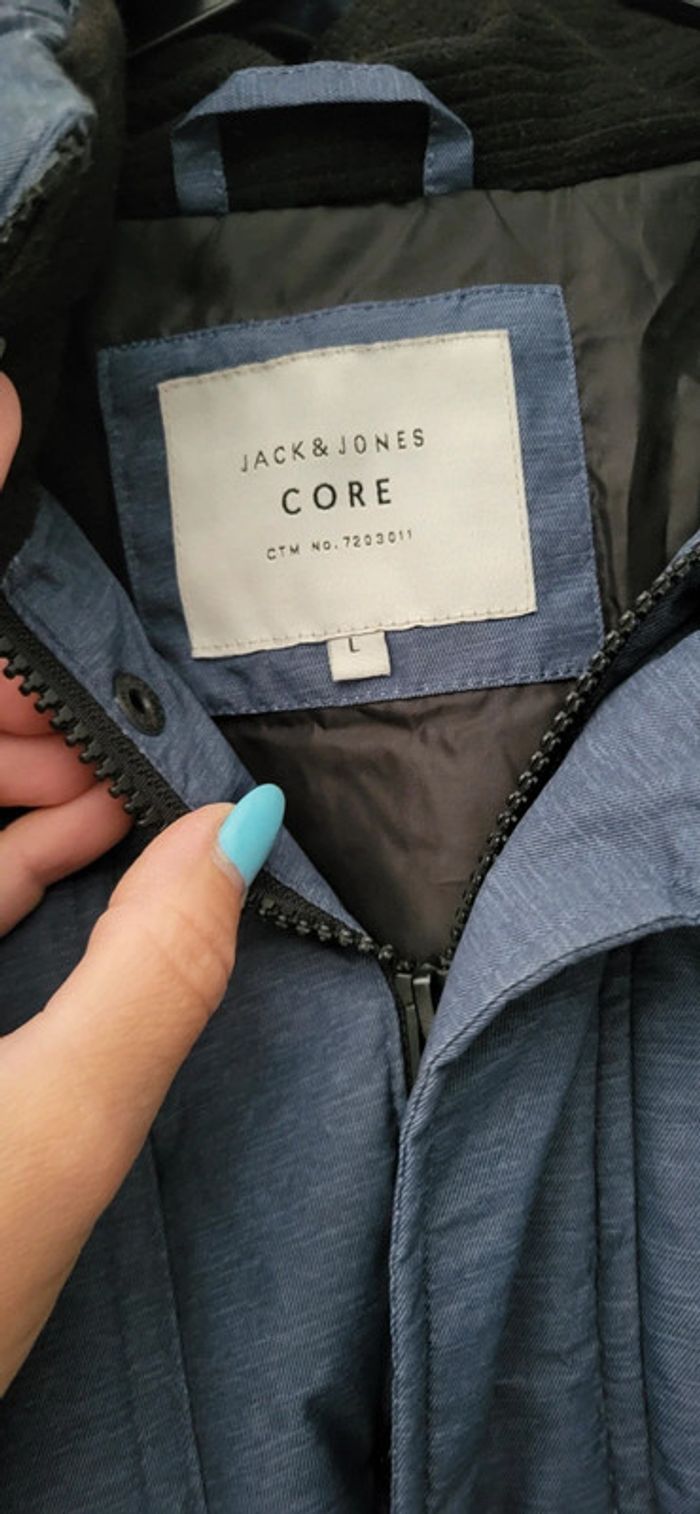 JACK & JONES
CORE
CTM No. 7203011
L